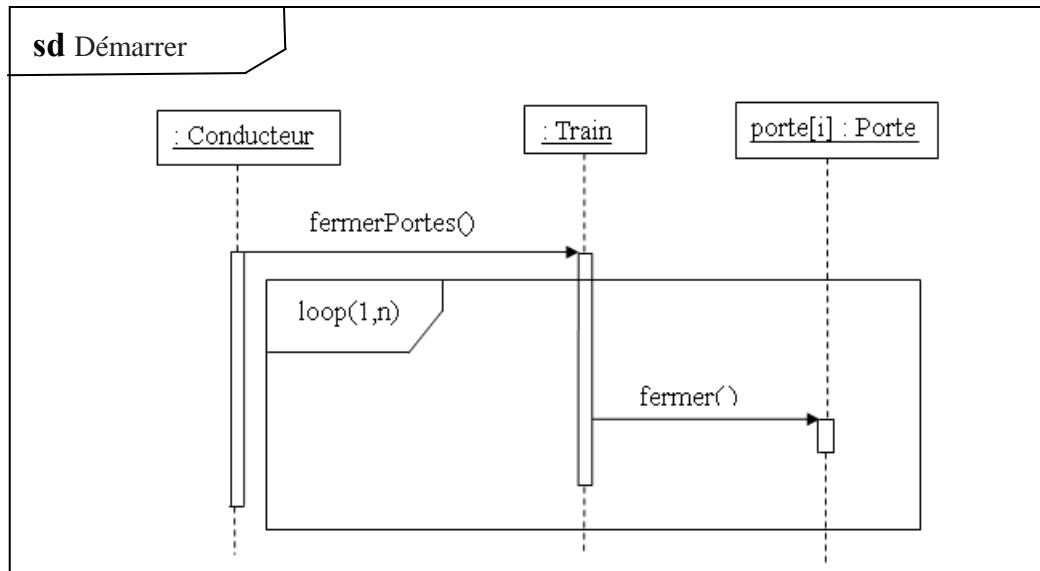 sd Démarrer
: Conducteur
: Train
porte[i] : Porte
fermerPortes()
loop(1,n)
fermer()